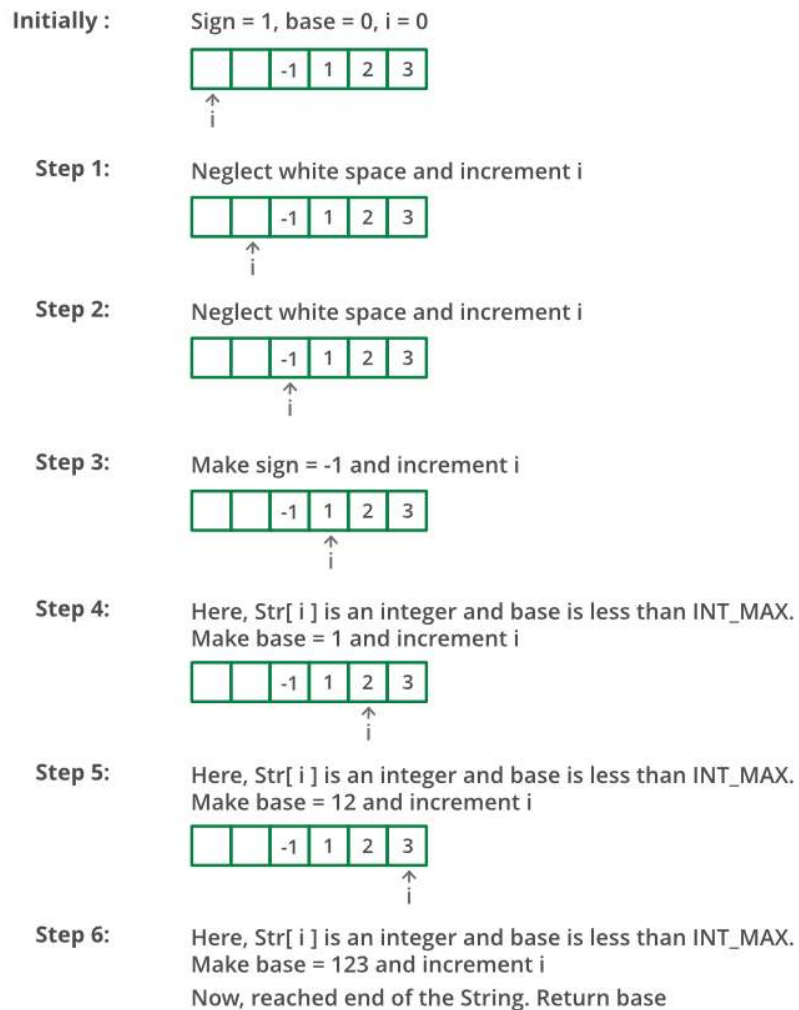 Initially : Sign = 1, base = 0, i = 0
-1 1 2 3
i
Step 1: Neglect white space and increment i
-1 1 2 3
i
Step 2: Neglect white space and increment i
-1 1 2 3
i
Step 3: Make sign = -1 and increment i
-1 1 2 3
i
Step 4: Here, Str[ i ] is an integer and base is less than INT_MAX.
Make base = 1 and increment i
-1 1 2 3
i
Step 5: Here, Str[ i ] is an integer and base is less than INT_MAX.
Make base = 12 and increment i
-1 1 2 3
i
Step 6: Here, Str[ i ] is an integer and base is less than INT_MAX.
Make base = 123 and increment i
Now, reached end of the String. Return base